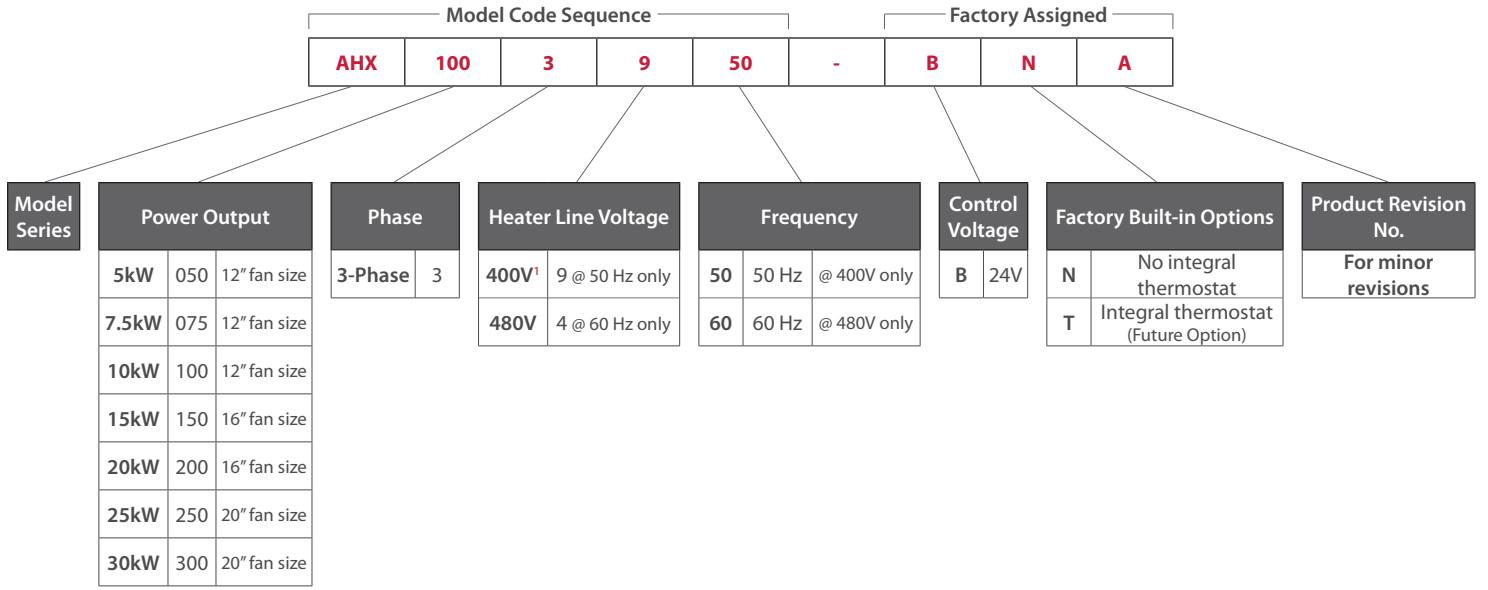 Model Code Sequence
Factory Assigned
AHX 100 3 9 50 - B N A
Model
Series
Power Output
5kW 050 12" fan size
7.5kW 075 12" fan size
10kW 100 12" fan size
15kW 150 16" fan size
20kW 200 16" fan size
25kW 250 20" fan size
30kW 300 20" fan size
Phase
3-Phase 3
Heater Line Voltage
400V¹ 9 @ 50 Hz only
480V 4 @ 60 Hz only
Frequency
50 50 Hz @ 400V only
60 60 Hz @ 480V only
Control
Voltage
B 24V
Factory Built-in Options
N No integral
thermostat
T Integral thermostat
(Future Option)
Product Revision
No.
For minor
revisions